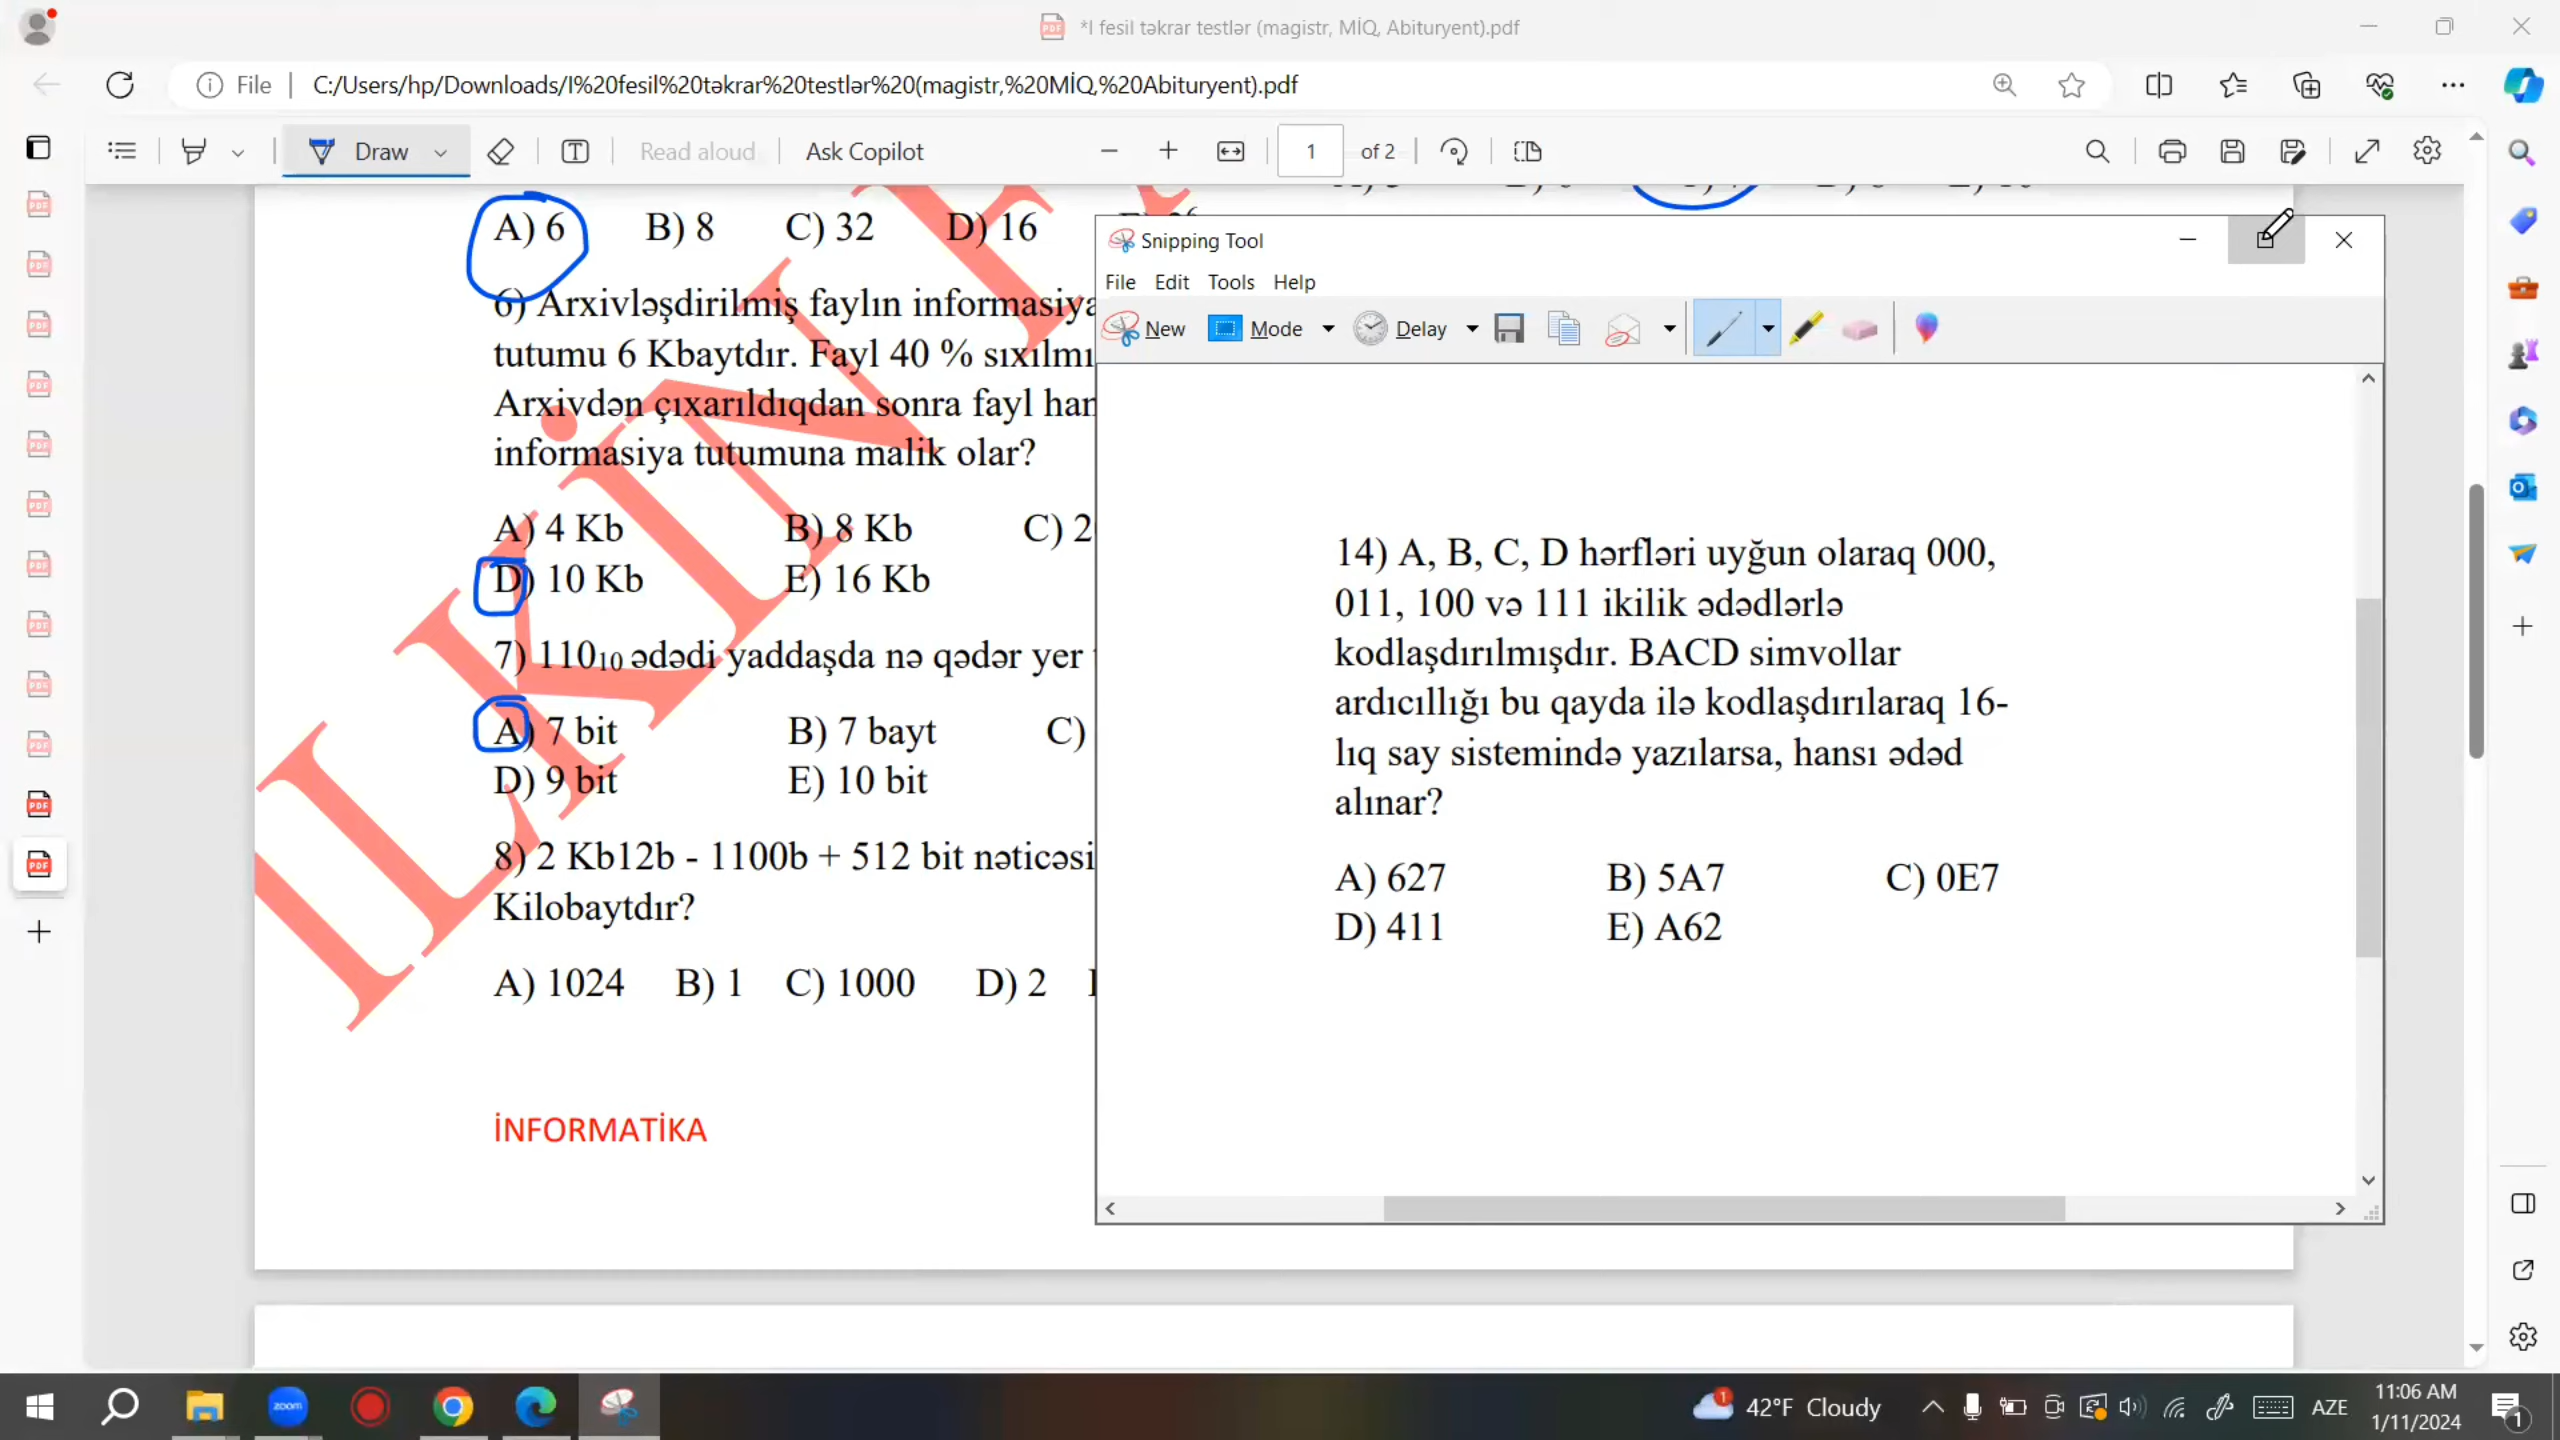 *I fesil təkrar testlər (magistr, MİQ, Abituryent).pdf
File
C:/Users/hp/Downloads/I%20fesil%20təkrar%20testlər%20(magistr,%20MİQ,%20Abituryent).pdf
Draw
Read aloud
Ask Copilot
1
of 2
A) 6 B) 8 C) 32 D) 16
6) Arxivləşdirilmiş faylın informasiya
tutumu 6 Kbaytdır. Fayl 40 % sıxılmı
Arxivdən çıxarıldıqdan sonra fayl han
informasiya tutumuna malik olar?
A) 4 Kb B) 8 Kb C) 2
D) 10 Kb E) 16 Kb
7) 110₁₀ ədədi yaddaşda nə qədər yer
A) 7 bit B) 7 bayt C)
D) 9 bit E) 10 bit
8) 2 Kb12b - 1100b + 512 bit nəticəsi
Kilobaytdır?
A) 1024 B) 1 C) 1000 D) 2
İNFORMATİKA
Snipping Tool
File Edit Tools Help
New Mode Delay
14) A, B, C, D hərfləri uyğun olaraq 000,
011, 100 və 111 ikilik ədədlərlə
kodlaşdırılmışdır. BACD simvollar
ardıcıllığı bu qayda ilə kodlaşdırılaraq 16-
lıq say sistemində yazılarsa, hansı ədəd
alınar?
A) 627 B) 5A7 C) 0E7
D) 411 E) A62
zoom
1
42°F Cloudy
AZE
11:06 AM
1/11/2024
1